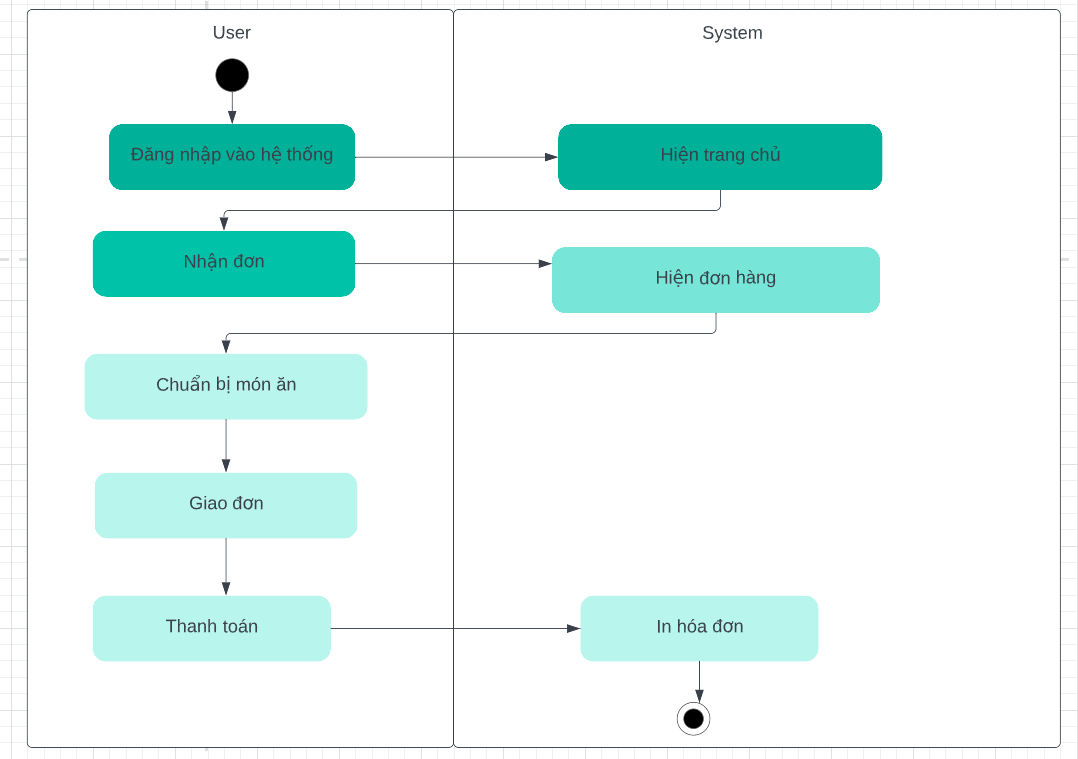 User
System
Đăng nhập vào hệ thống
Hiện trang chủ
Nhận đơn
Hiện đơn hàng
Chuẩn bị món ăn
Giao đơn
Thanh toán
In hóa đơn